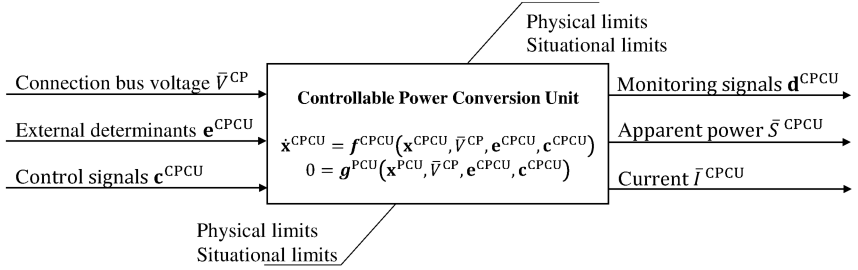 Physical limits
Situational limits
Connection bus voltage V̄^CP
External determinants e^CPCU
Control signals c^CPCU
Controllable Power Conversion Unit
ẋ^CPCU = f^CPCU(x^CPCU, V̄^CP, e^CPCU, c^CPCU)
0 = g^PCU(x^PCU, V̄^CP, e^CPCU, c^CPCU)
Monitoring signals d^CPCU
Apparent power S̄^CPCU
Current Ī^CPCU
Physical limits
Situational limits